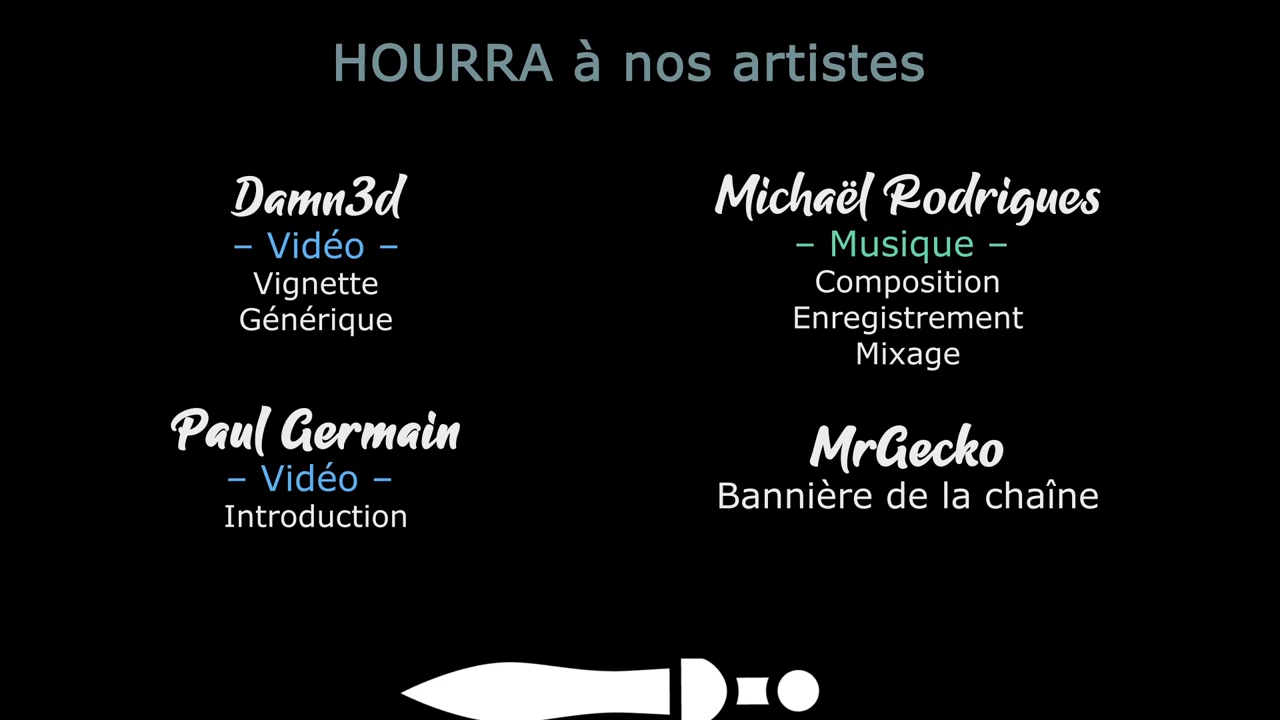 HOURRA à nos artistes
Damn3d
– Vidéo –
Vignette
Générique
Michaël Rodrigues
– Musique –
Composition
Enregistrement
Mixage
Paul Germain
– Vidéo –
Introduction
MrGecko
Bannière de la chaîne